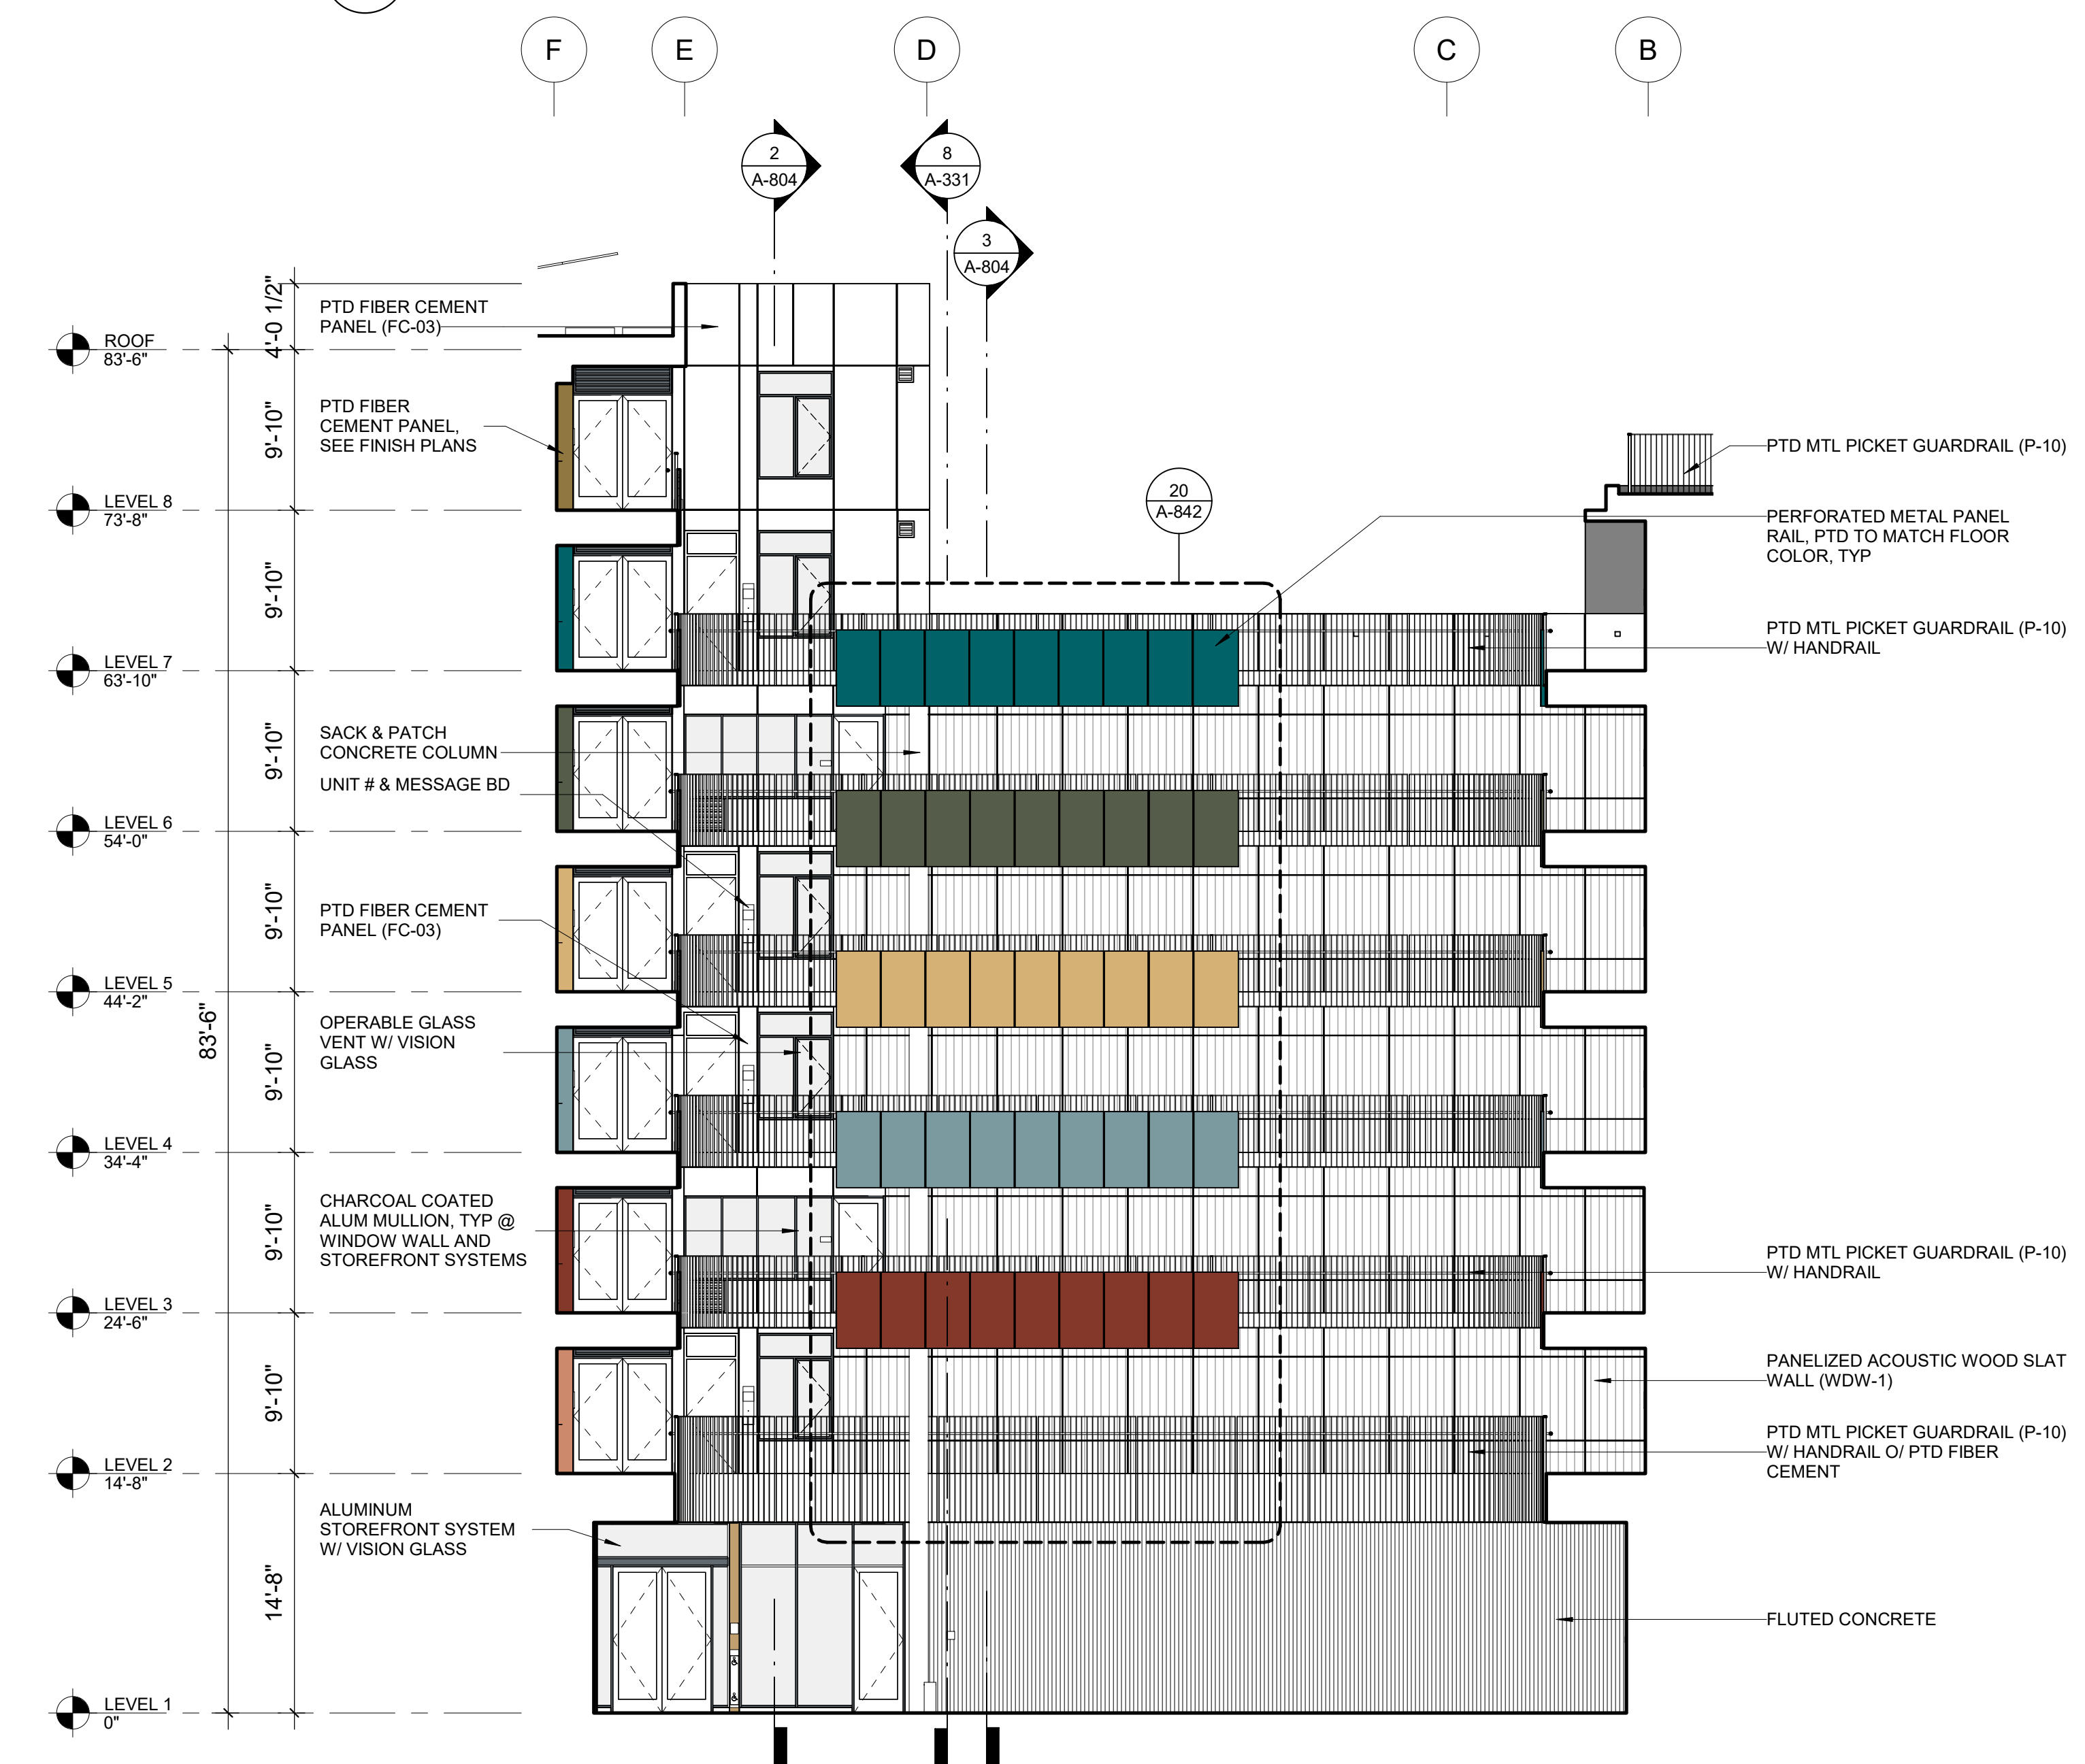 F
E
D
C
B
2
A-804
8
A-331
3
A-804
4'-0 1/2"
PTD FIBER CEMENT
PANEL (FC-03)
ROOF
83'-6"
9'-10"
PTD FIBER
CEMENT PANEL,
SEE FINISH PLANS
PTD MTL PICKET GUARDRAIL (P-10)
20
A-842
LEVEL 8
73'-8"
PERFORATED METAL PANEL
RAIL, PTD TO MATCH FLOOR
COLOR, TYP
9'-10"
PTD MTL PICKET GUARDRAIL (P-10)
W/ HANDRAIL
LEVEL 7
63'-10"
9'-10"
SACK & PATCH
CONCRETE COLUMN
UNIT # & MESSAGE BD
LEVEL 6
54'-0"
9'-10"
PTD FIBER CEMENT
PANEL (FC-03)
LEVEL 5
44'-2"
83'-6"
9'-10"
OPERABLE GLASS
VENT W/ VISION
GLASS
LEVEL 4
34'-4"
9'-10"
CHARCOAL COATED
ALUM MULLION, TYP @
WINDOW WALL AND
STOREFRONT SYSTEMS
PTD MTL PICKET GUARDRAIL (P-10)
W/ HANDRAIL
LEVEL 3
24'-6"
9'-10"
PANELIZED ACOUSTIC WOOD SLAT
WALL (WDW-1)
PTD MTL PICKET GUARDRAIL (P-10)
W/ HANDRAIL O/ PTD FIBER
CEMENT
LEVEL 2
14'-8"
ALUMINUM
STOREFRONT SYSTEM
W/ VISION GLASS
14'-8"
FLUTED CONCRETE
LEVEL 1
0"